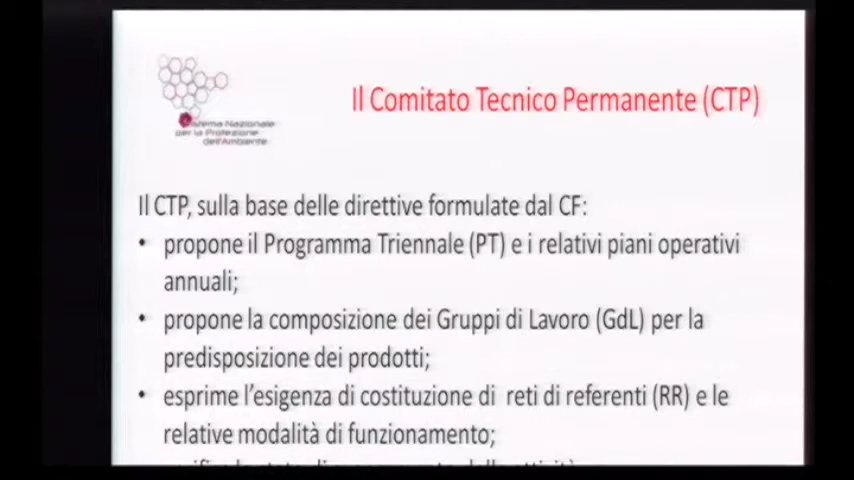 Il Comitato Tecnico Permanente (CTP)
Sistema Nazionale
per la Protezione
dell'Ambiente
Il CTP, sulla base delle direttive formulate dal CF:
• propone il Programma Triennale (PT) e i relativi piani operativi
annuali;
• propone la composizione dei Gruppi di Lavoro (GdL) per la
predisposizione dei prodotti;
• esprime l'esigenza di costituzione di reti di referenti (RR) e le
relative modalità di funzionamento;